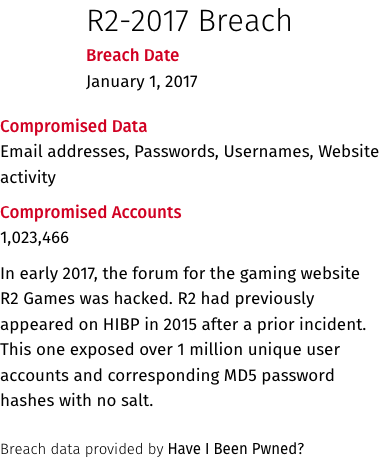 R2-2017 Breach
Breach Date
January 1, 2017
Compromised Data
Email addresses, Passwords, Usernames, Website
activity
Compromised Accounts
1,023,466
In early 2017, the forum for the gaming website
R2 Games was hacked. R2 had previously
appeared on HIBP in 2015 after a prior incident.
This one exposed over 1 million unique user
accounts and corresponding MD5 password
hashes with no salt.
Breach data provided by Have I Been Pwned?